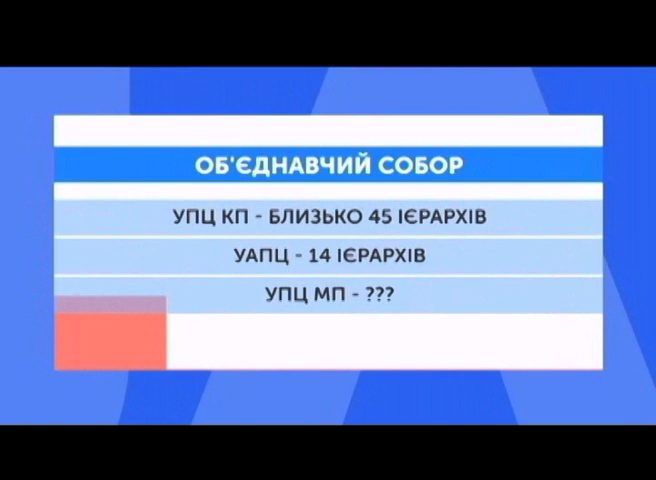 ОБ'ЄДНАВЧИЙ СОБОР
УПЦ КП - БЛИЗЬКО 45 ІЄРАРХІВ
УАПЦ - 14 ІЄРАРХІВ
УПЦ МП - ???